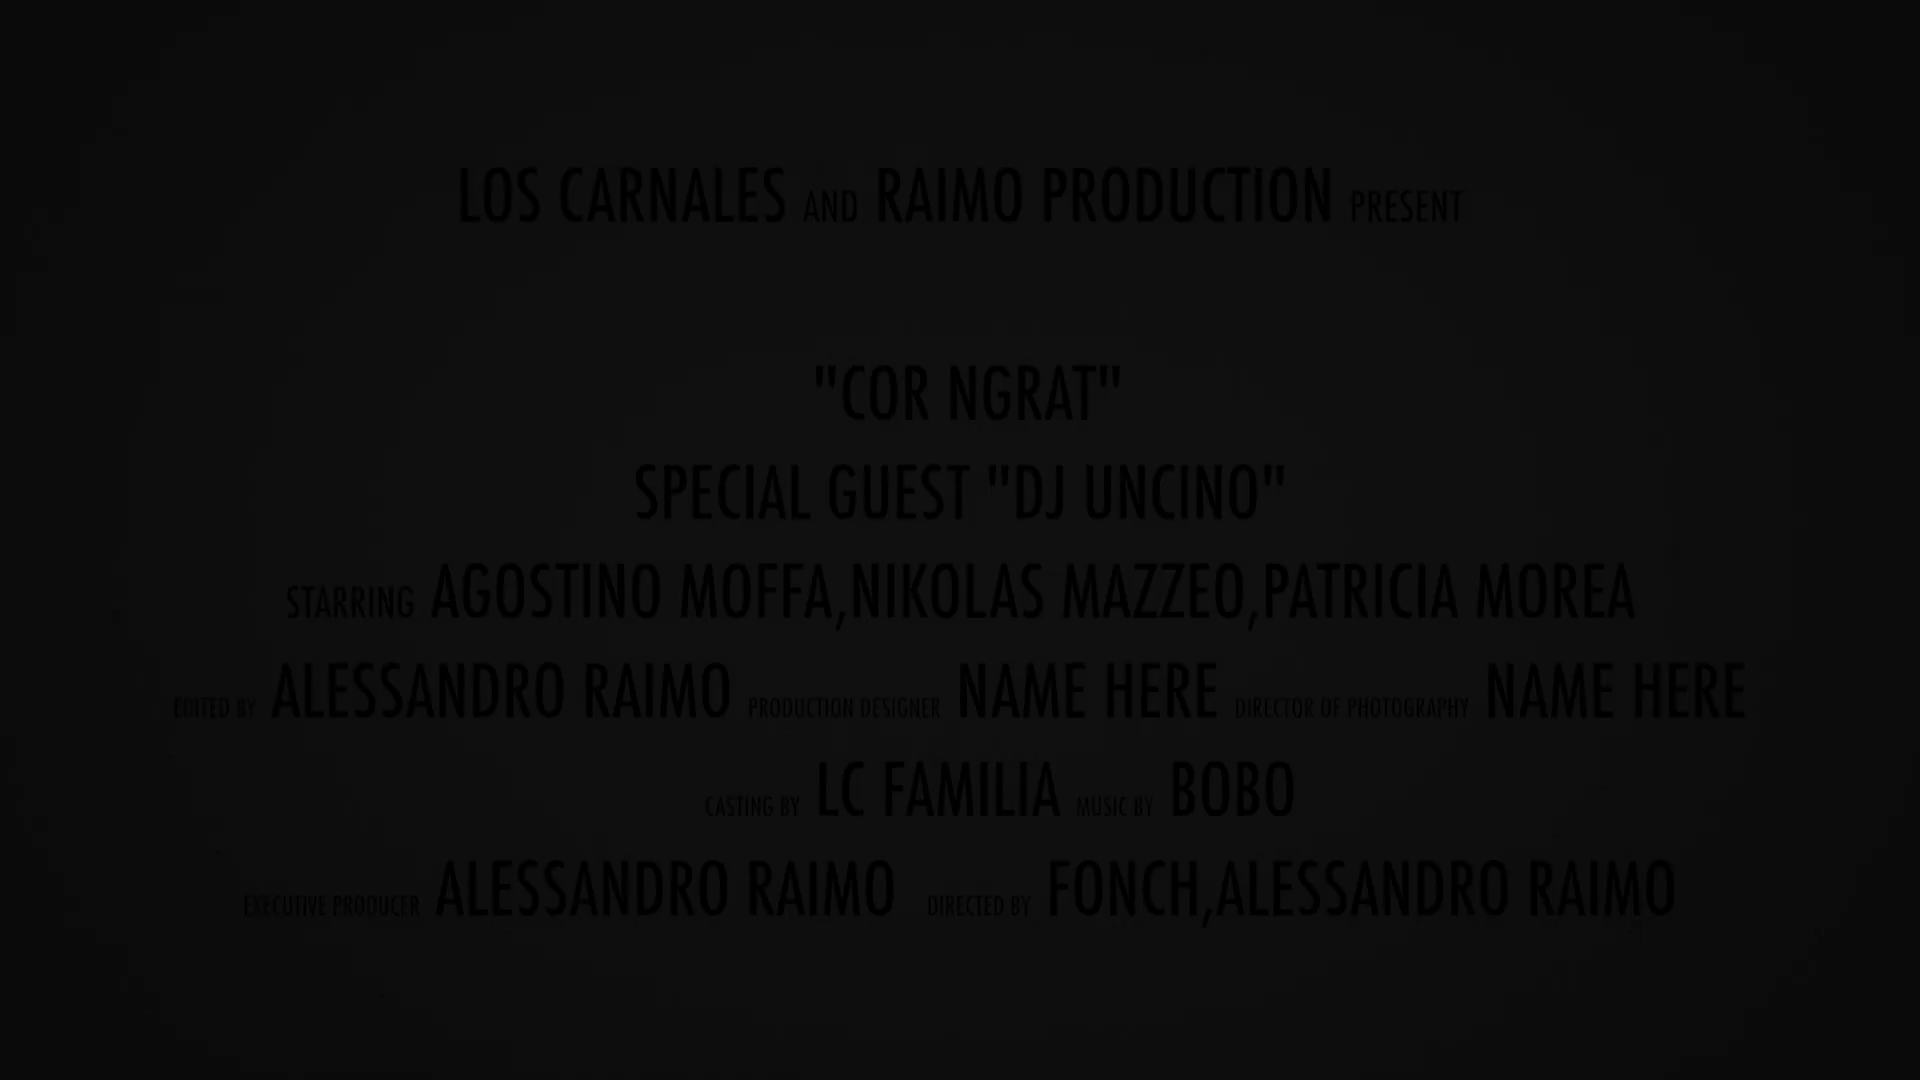 LOS CARNALES AND RAIMO PRODUCTION PRESENT
"COR NGRAT"
SPECIAL GUEST "DJ UNCINO"
STARRING AGOSTINO MOFFA,NIKOLAS MAZZEO,PATRICIA MOREA
EDITED BY ALESSANDRO RAIMO PRODUCTION DESIGNER NAME HERE DIRECTOR OF PHOTOGRAPHY NAME HERE
CASTING BY LC FAMILIA MUSIC BY BOBO
EXECUTIVE PRODUCER ALESSANDRO RAIMO DIRECTED BY FONCH,ALESSANDRO RAIMO